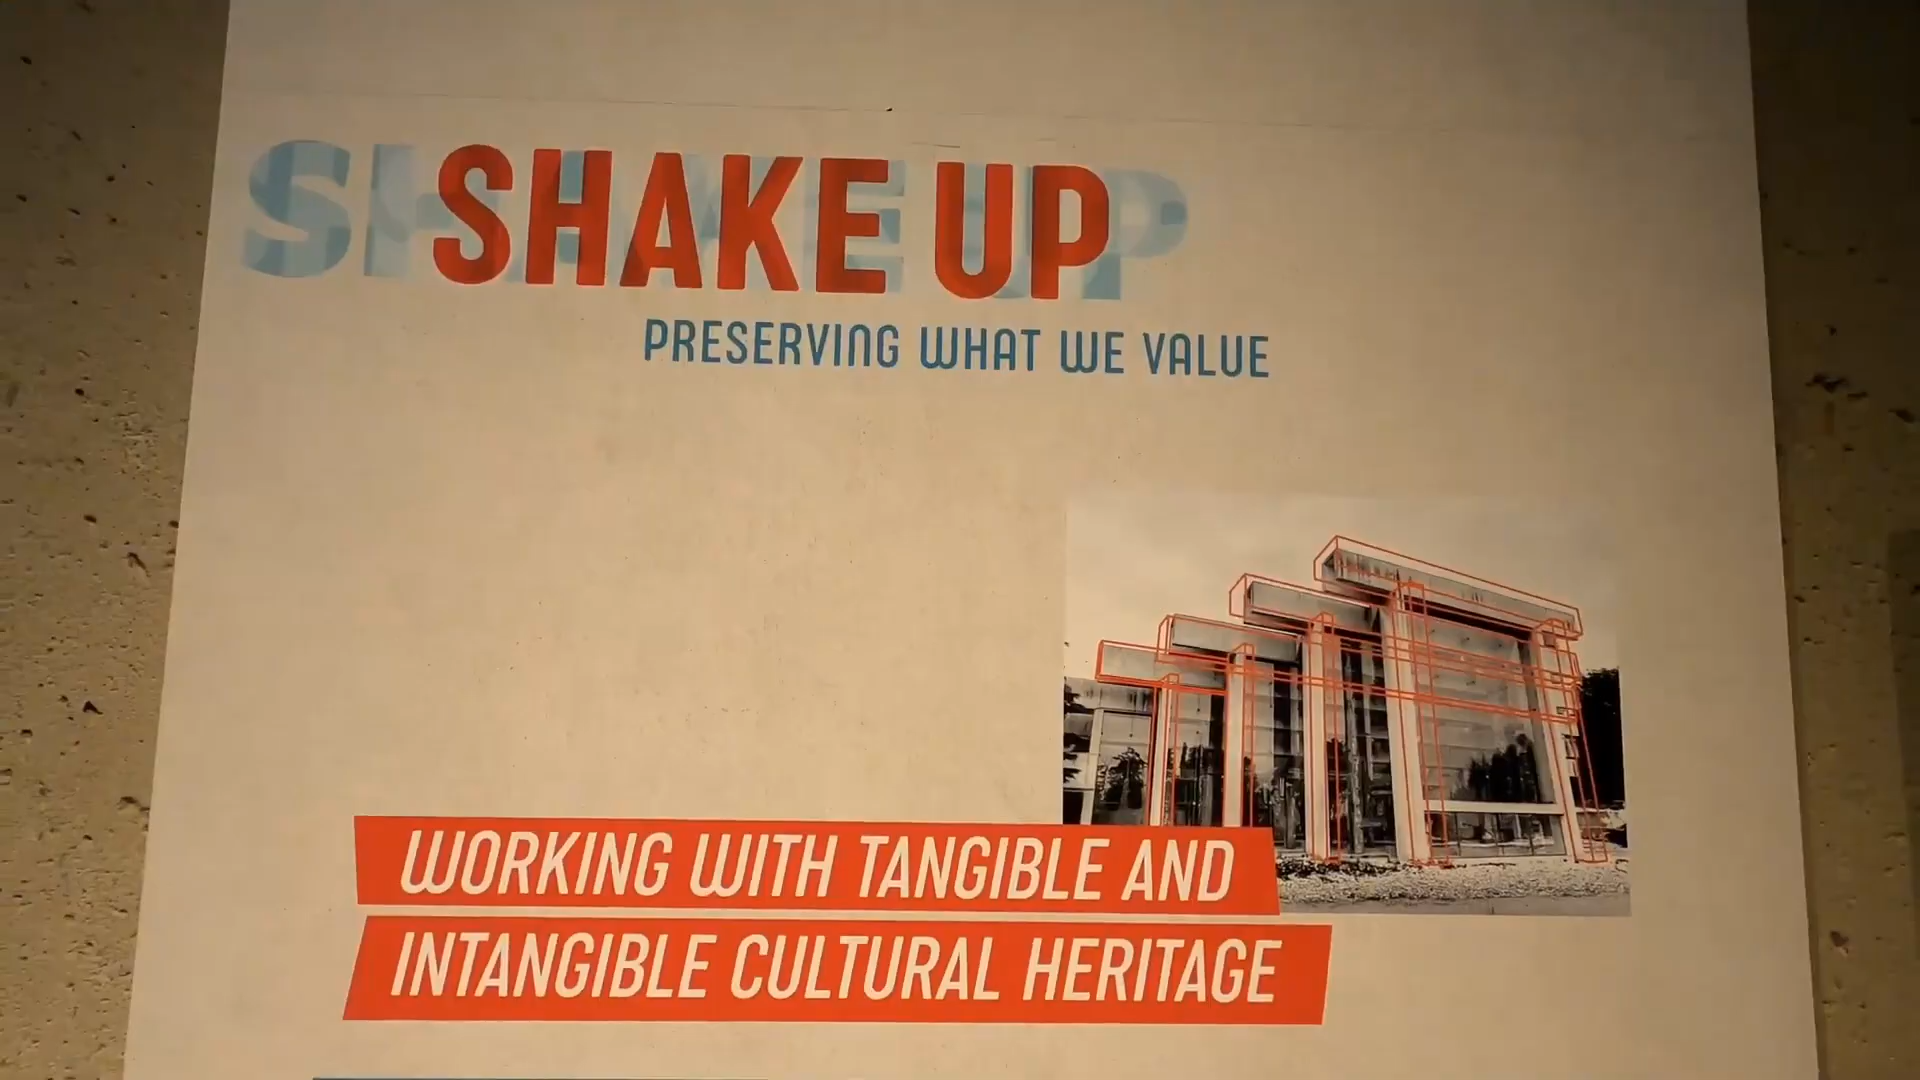 SHAKE UP
PRESERVING WHAT WE VALUE
WORKING WITH TANGIBLE AND
INTANGIBLE CULTURAL HERITAGE